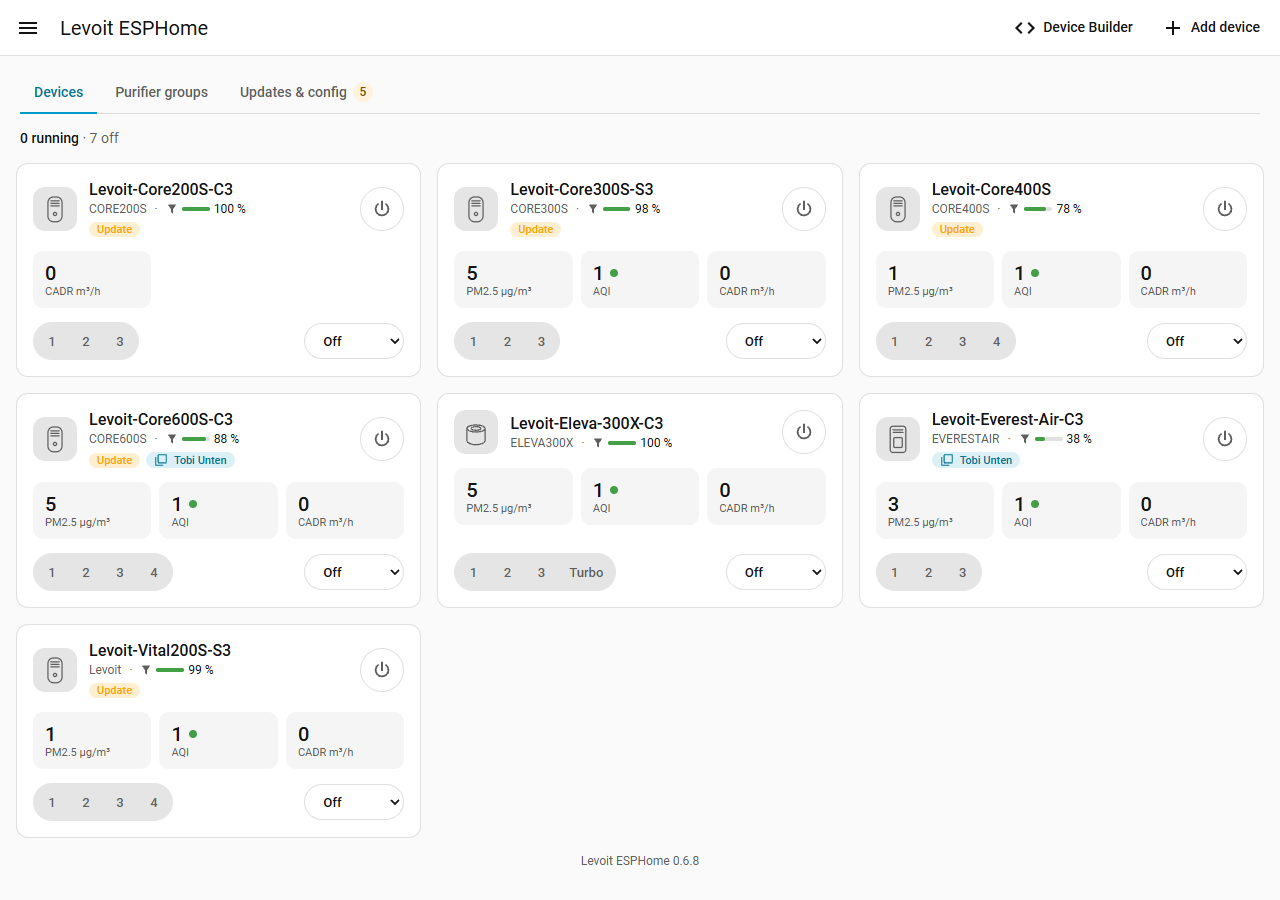 Levoit ESPHome
Device Builder
Add device
Devices
Purifier groups
Updates & config 5
0 running · 7 off
Levoit-Core200S-C3
CORE200S · 100 %
Update
0
CADR m³/h
1 2 3
Off
Levoit-Core300S-S3
CORE300S · 98 %
Update
5
PM2.5 µg/m³
1
AQI
0
CADR m³/h
1 2 3
Off
Levoit-Core400S
CORE400S · 78 %
Update
1
PM2.5 µg/m³
1
AQI
0
CADR m³/h
1 2 3 4
Off
Levoit-Core600S-C3
CORE600S · 88 %
Update
Tobi Unten
5
PM2.5 µg/m³
1
AQI
0
CADR m³/h
1 2 3 4
Off
Levoit-Eleva-300X-C3
ELEVA300X · 100 %
5
PM2.5 µg/m³
1
AQI
0
CADR m³/h
1 2 3 Turbo
Off
Levoit-Everest-Air-C3
EVERESTAIR · 38 %
Tobi Unten
3
PM2.5 µg/m³
1
AQI
0
CADR m³/h
1 2 3
Off
Levoit-Vital200S-S3
Levoit · 99 %
Update
1
PM2.5 µg/m³
1
AQI
0
CADR m³/h
1 2 3 4
Off
Levoit ESPHome 0.6.8